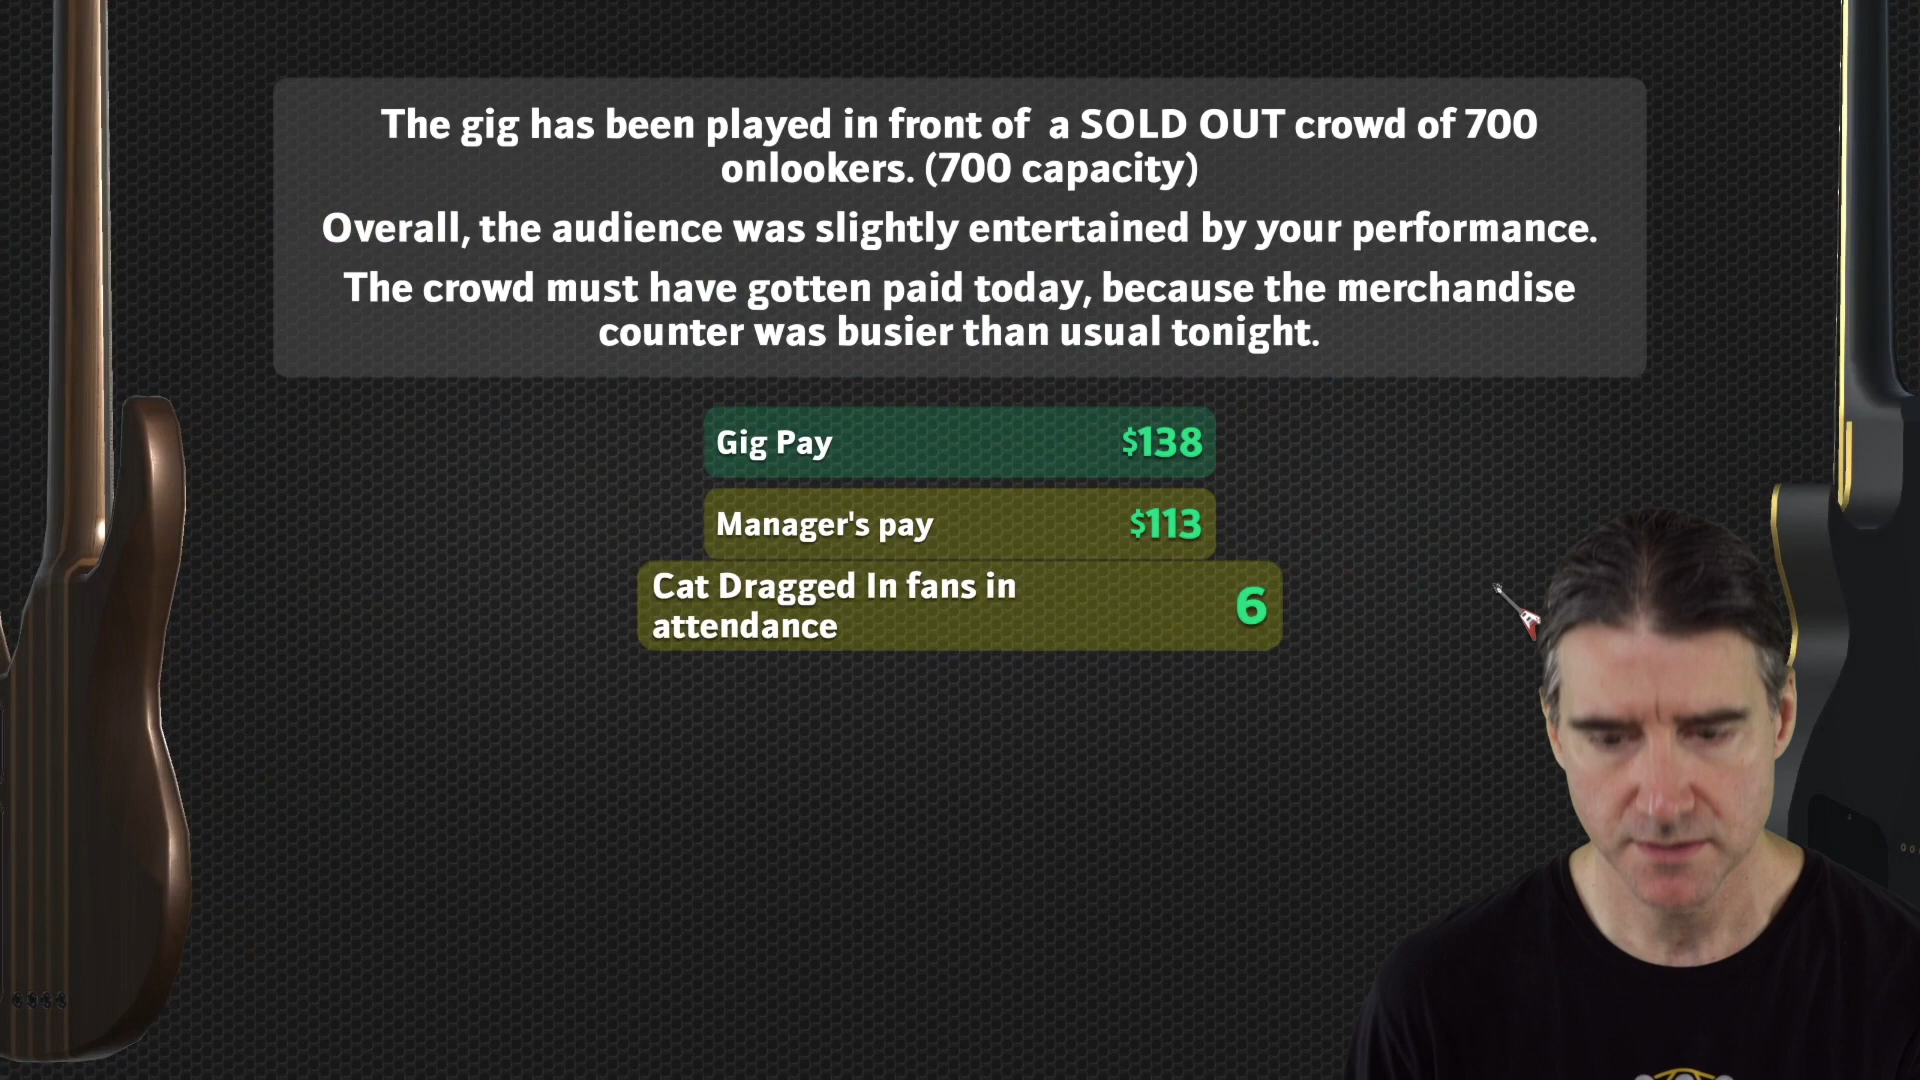 The gig has been played in front of  a SOLD OUT crowd of 700
onlookers. (700 capacity)
Overall, the audience was slightly entertained by your performance.
The crowd must have gotten paid today, because the merchandise
counter was busier than usual tonight.
Gig Pay $138
Manager's pay $113
Cat Dragged In fans in
attendance 6